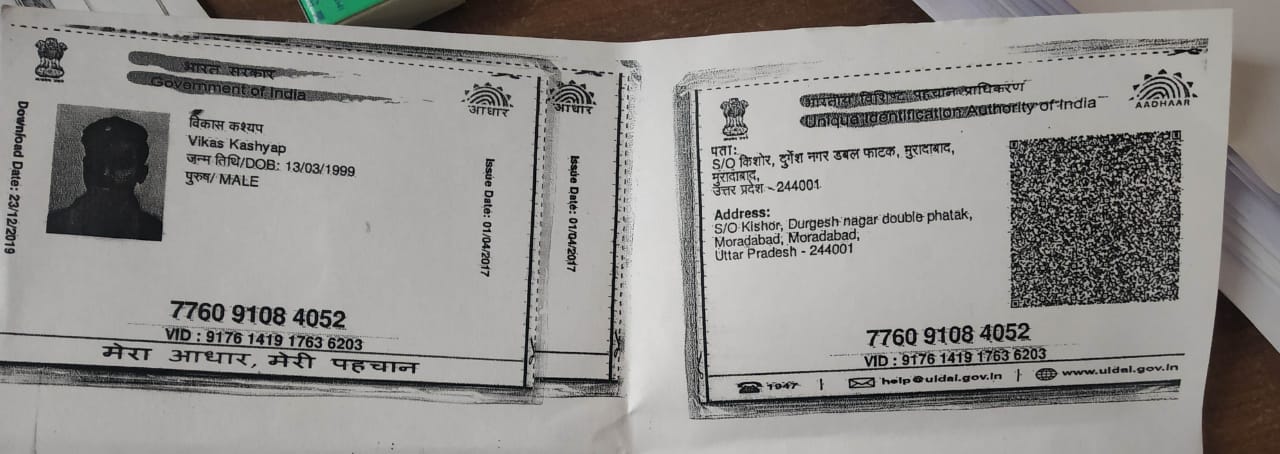 भारत सरकार
Government of India
आधार
आधार
Download Date: 23/12/2019
विकास कश्यप
Vikas Kashyap
जन्म तिथि/DOB: 13/03/1999
पुरुष/ MALE
Issue Date: 01/04/2017
Issue Date: 01/04/2017
7760 9108 4052
VID : 9176 1419 1763 6203
मेरा आधार, मेरी पहचान
भारतीय विशिष्ट पहचान प्राधिकरण
Unique Identification Authority of India
AADHAAR
पता:
S/O किशोर, दुर्गेश नगर डबल फाटक, मुरादाबाद,
मुरादाबाद,
उत्तर प्रदेश - 244001
Address:
S/O Kishor, Durgesh nagar double phatak,
Moradabad, Moradabad,
Uttar Pradesh - 244001
7760 9108 4052
VID : 9176 1419 1763 6203
1947 | help@uidai.gov.in | www.uidai.gov.in